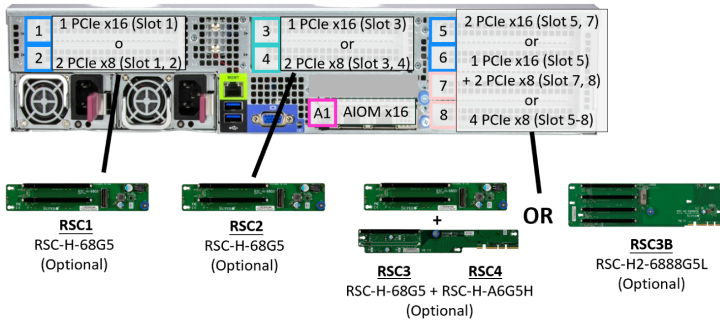 1
2
1 PCIe x16 (Slot 1)
o
2 PCIe x8 (Slot 1, 2)
3
4
1 PCIe x16 (Slot 3)
or
2 PCIe x8 (Slot 3, 4)
5
6
7
8
2 PCIe x16 (Slot 5, 7)
or
1 PCIe x16 (Slot 5)
+ 2 PCIe x8 (Slot 7, 8)
or
4 PCIe x8 (Slot 5-8)
A1 AIOM x16
RSC1
RSC-H-68G5
(Optional)
RSC2
RSC-H-68G5
(Optional)
+
RSC3 RSC4
RSC-H-68G5 + RSC-H-A6G5H
(Optional)
OR
RSC3B
RSC-H2-6888G5L
(Optional)